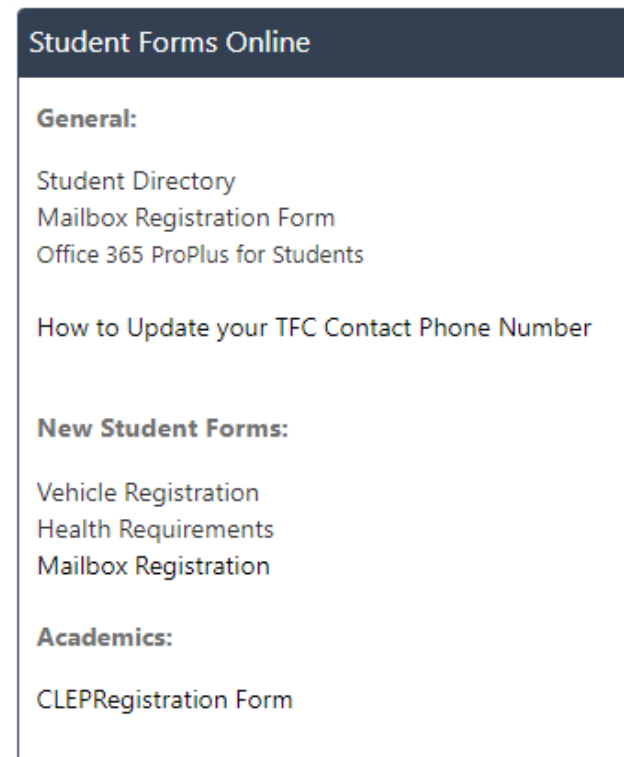 Student Forms Online
General:
Student Directory
Mailbox Registration Form
Office 365 ProPlus for Students
How to Update your TFC Contact Phone Number
New Student Forms:
Vehicle Registration
Health Requirements
Mailbox Registration
Academics:
CLEPRegistration Form